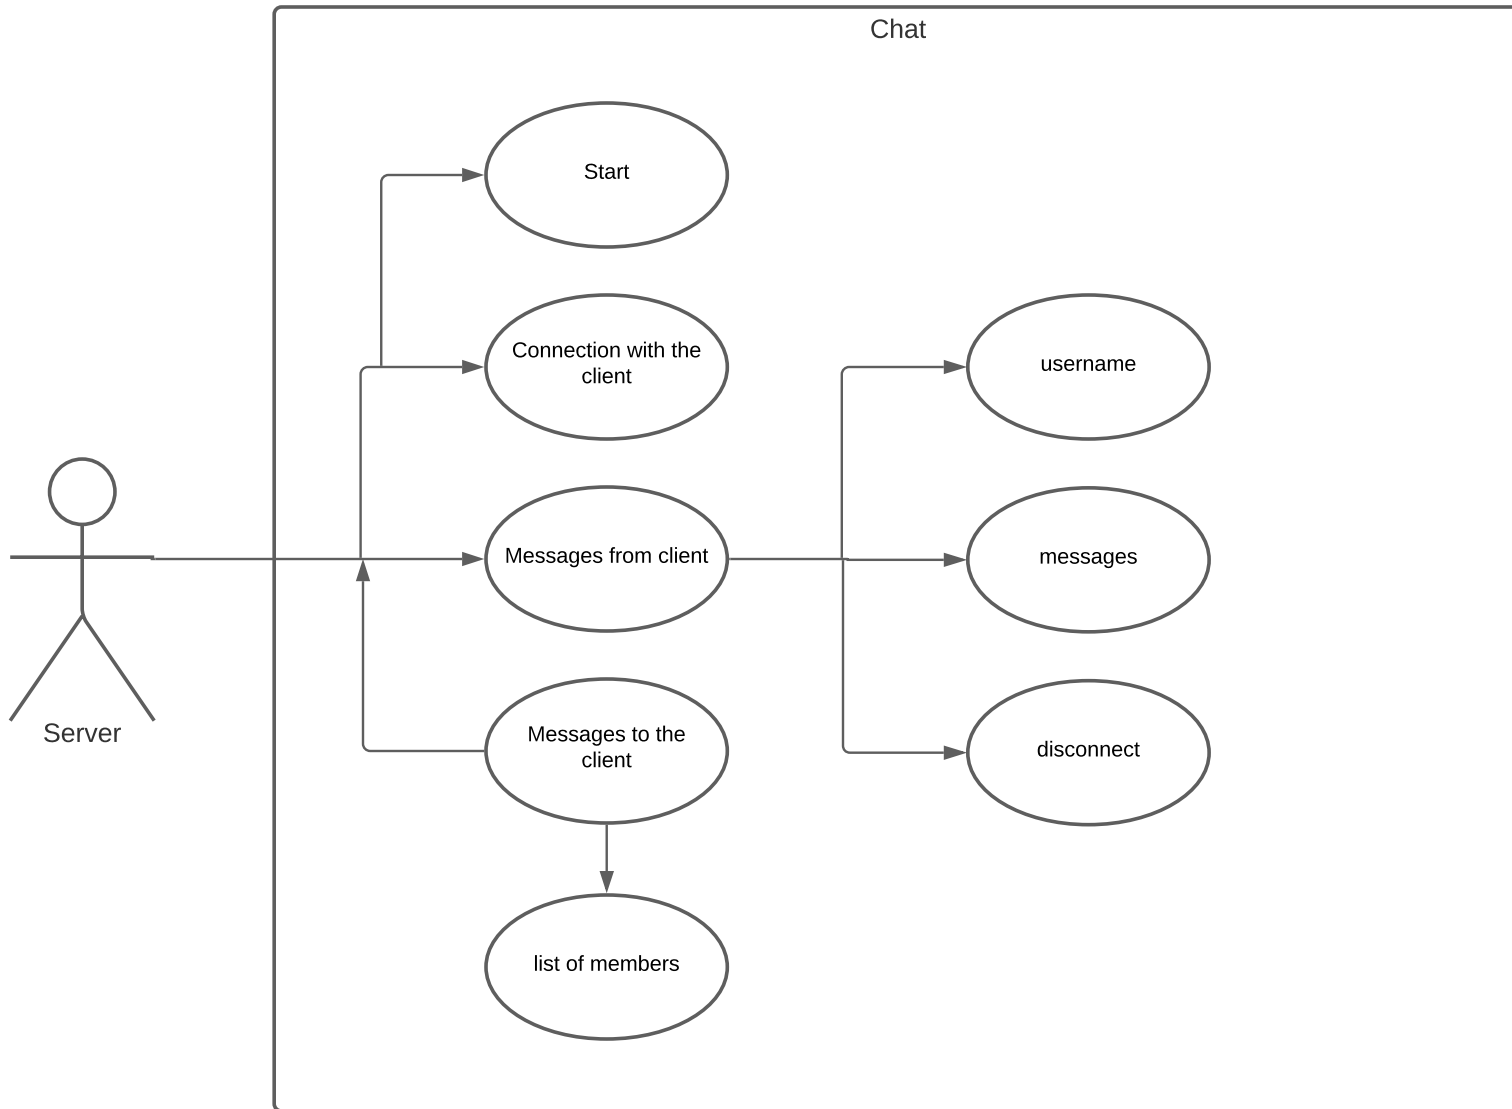 Chat
Start
Connection with the
client
username
Messages from client
messages
Server
Messages to the
client
disconnect
list of members